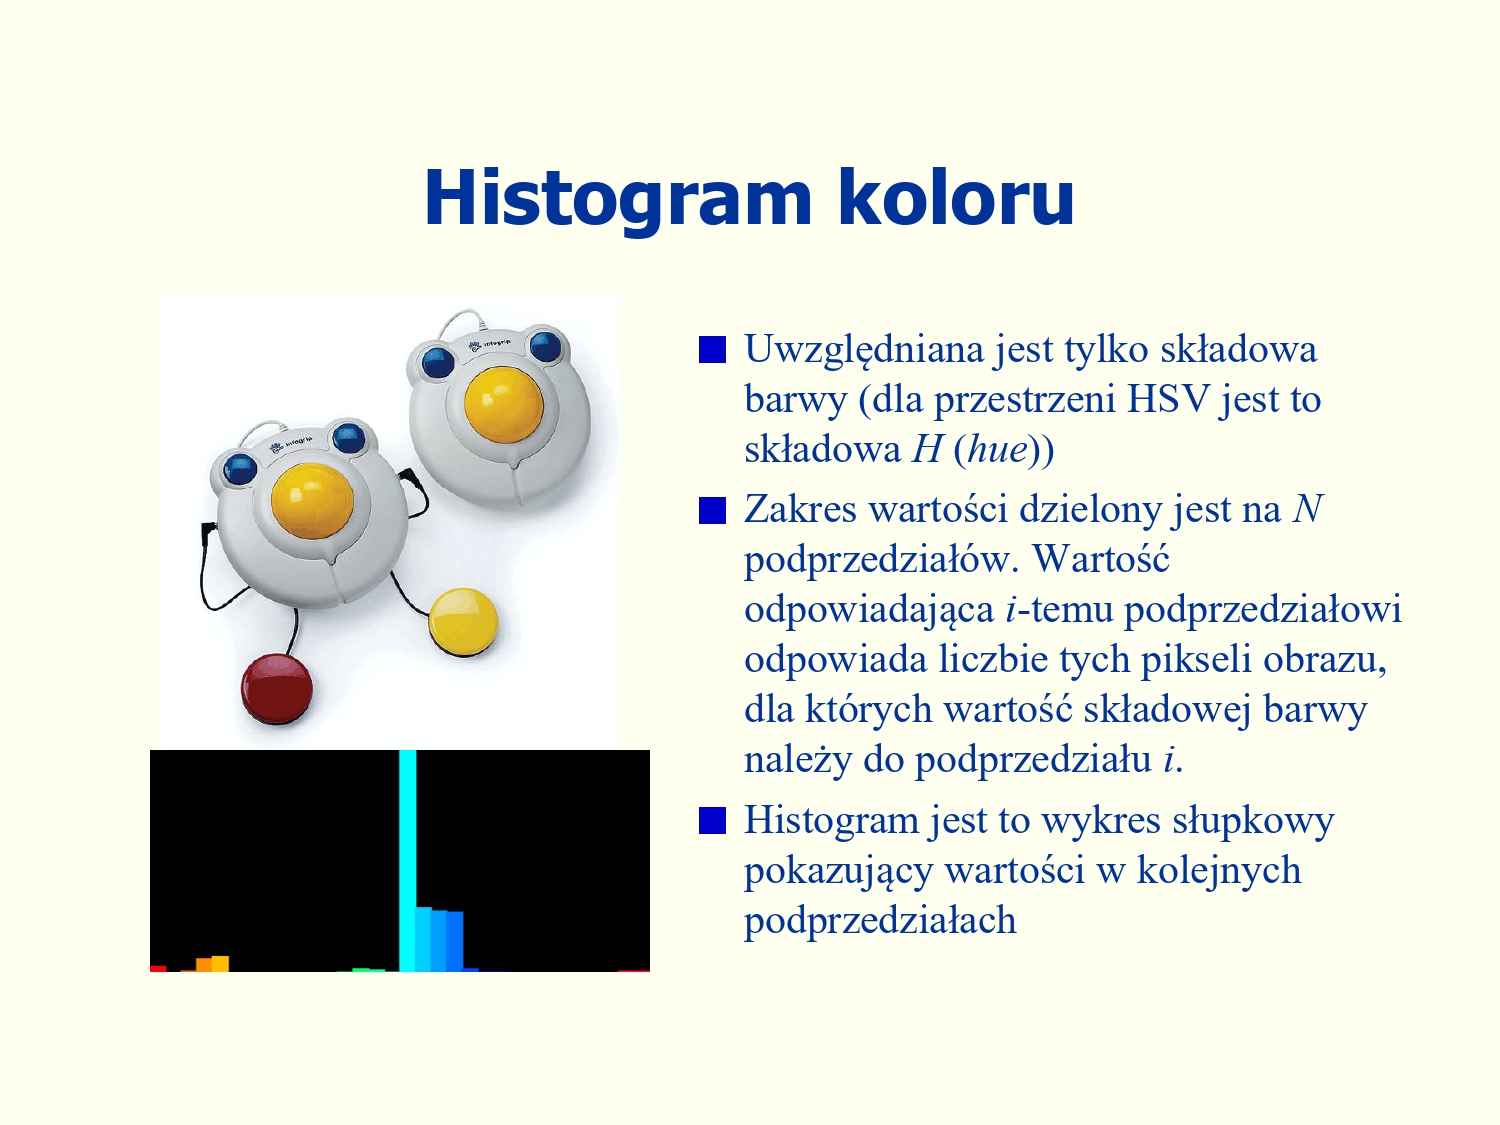 Histogram koloru
infogrip
infogrip
Uwzględniana jest tylko składowa
barwy (dla przestrzeni HSV jest to
składowa H (hue))
Zakres wartości dzielony jest na N
podprzedziałów. Wartość
odpowiadająca i-temu podprzedziałowi
odpowiada liczbie tych pikseli obrazu,
dla których wartość składowej barwy
należy do podprzedziału i.
Histogram jest to wykres słupkowy
pokazujący wartości w kolejnych
podprzedziałach